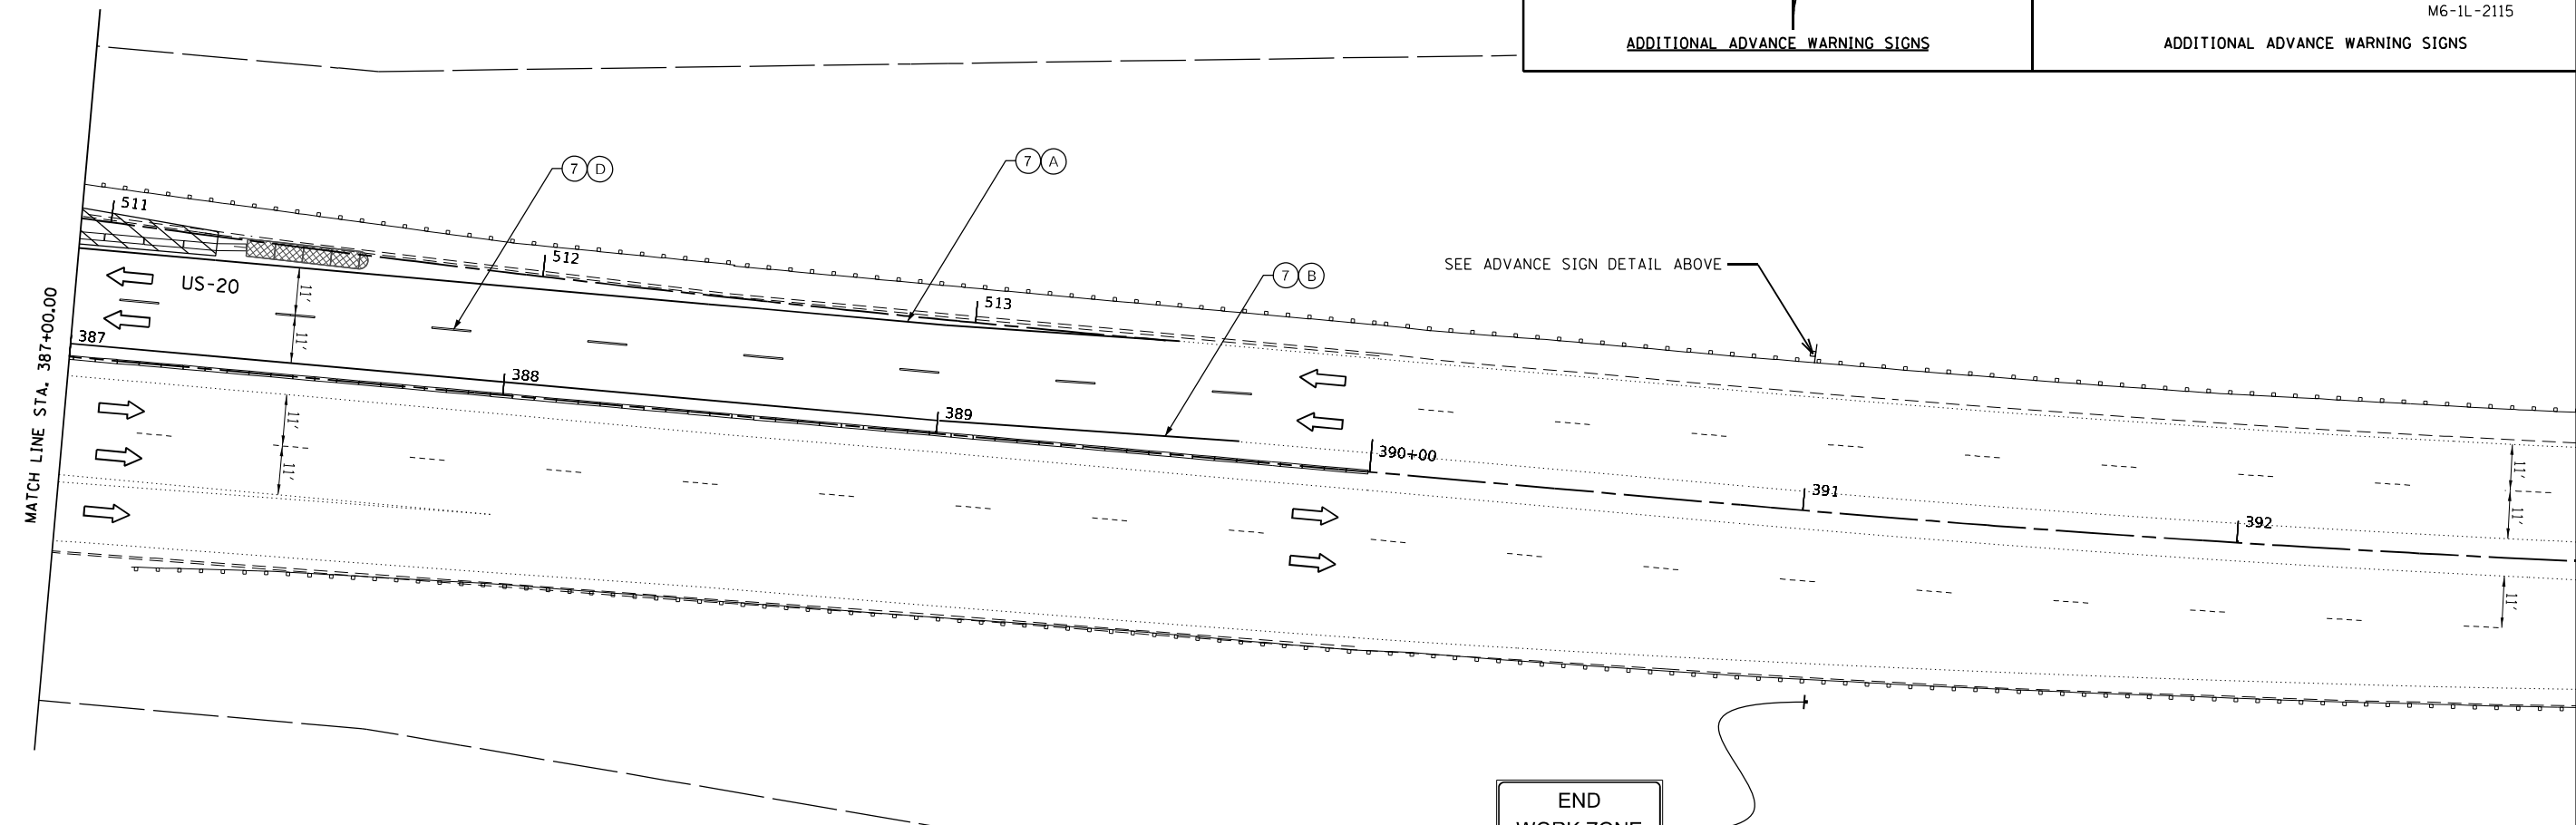 M6-1L-2115
ADDITIONAL ADVANCE WARNING SIGNS
ADDITIONAL ADVANCE WARNING SIGNS
7 A
7 D
511
512
SEE ADVANCE SIGN DETAIL ABOVE
7 B
US-20
11'
513
11'
387
388
389
11'
390+00
11'
11'
391
11'
392
11'
MATCH LINE STA. 387+00.00
END
WORK ZONE